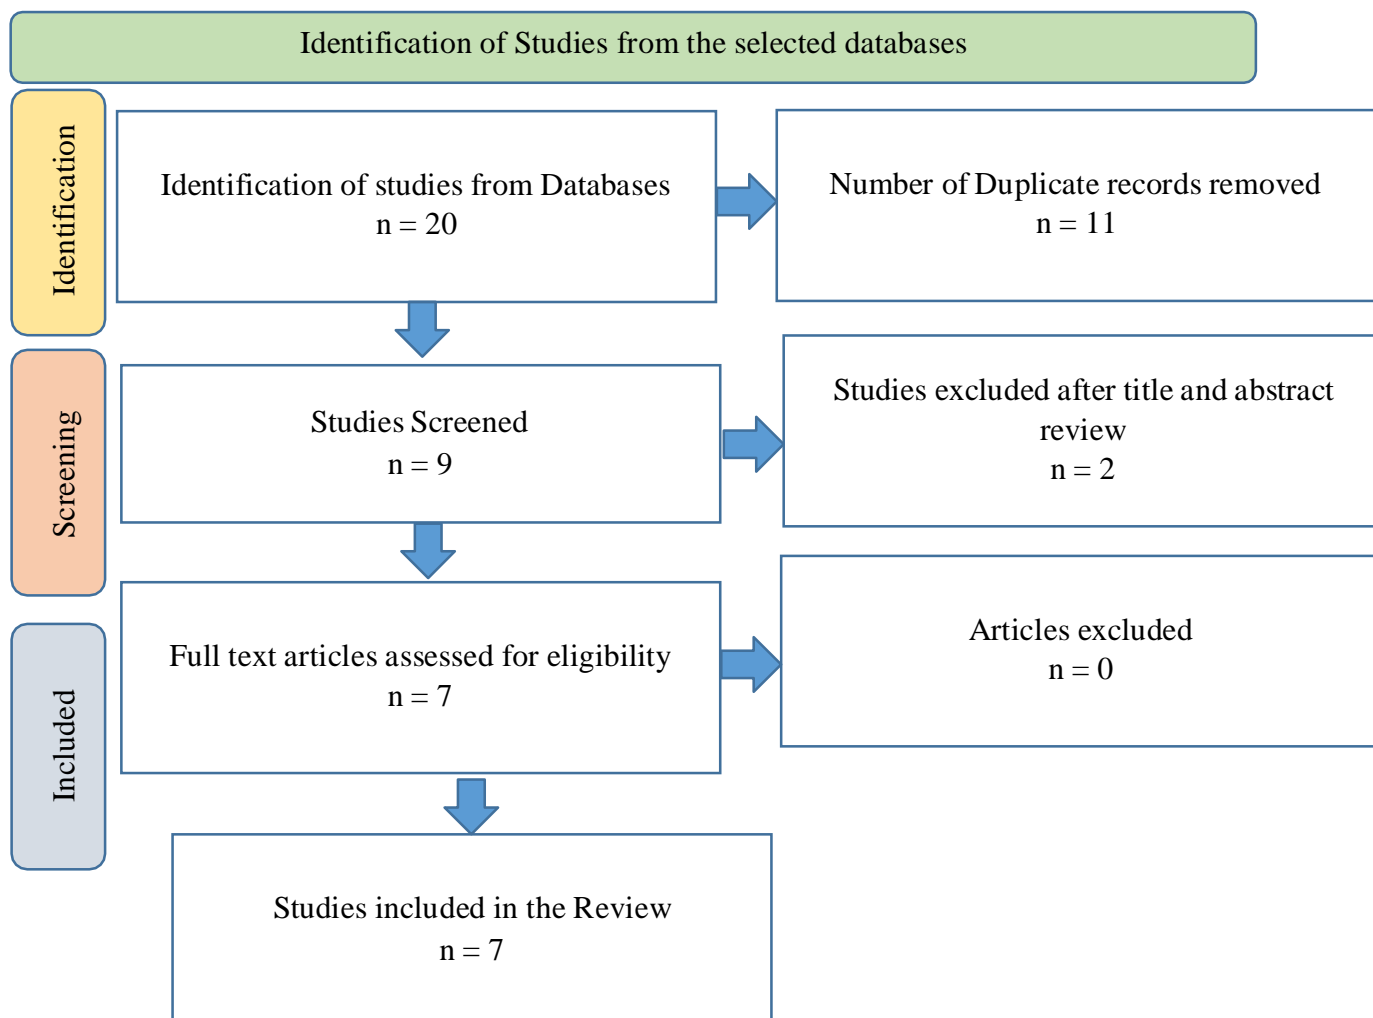 Identification of Studies from the selected databases
Identification
Identification of studies from Databases
n = 20
Number of Duplicate records removed
n = 11
Screening
Studies Screened
n = 9
Studies excluded after title and abstract
review
n = 2
Full text articles assessed for eligibility
n = 7
Articles excluded
n = 0
Included
Studies included in the Review
n = 7